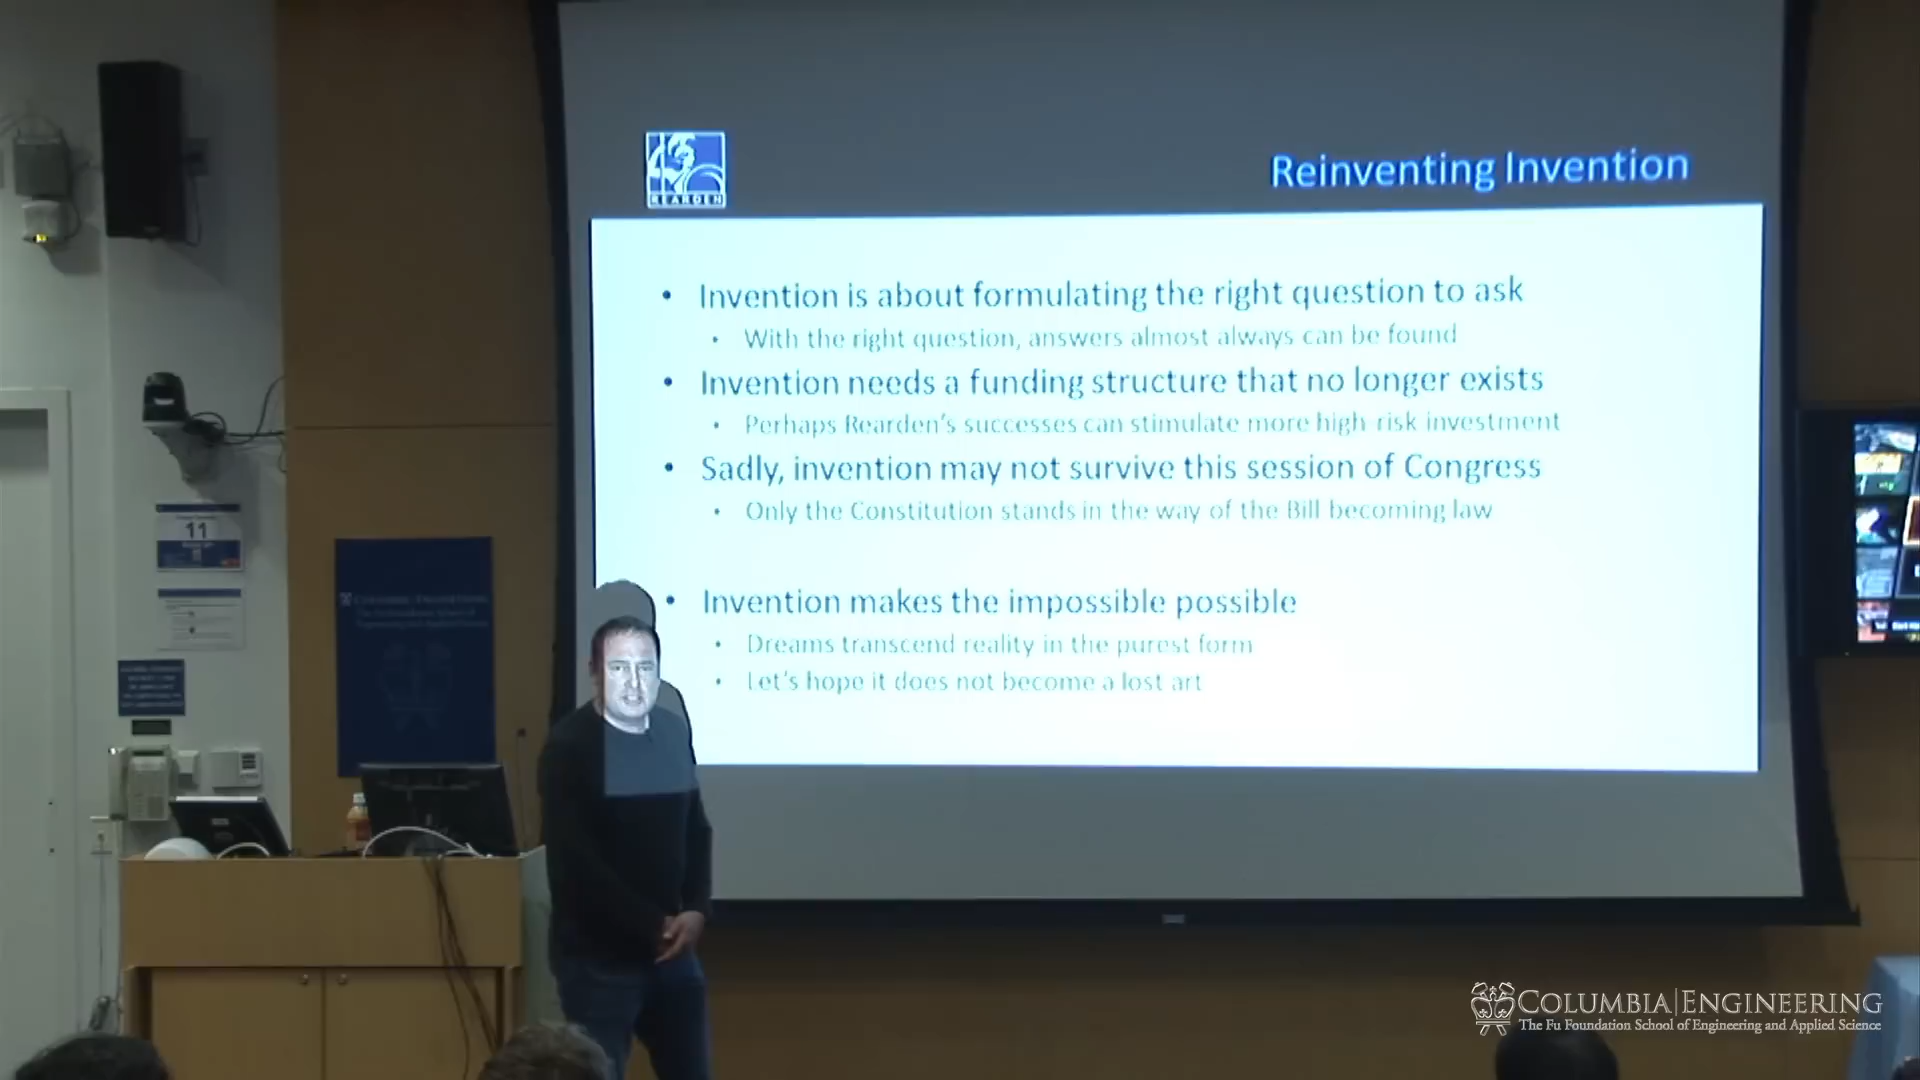 REARDEN
Reinventing Invention
• Invention is about formulating the right question to ask
• With the right question, answers almost always can be found
• Invention needs a funding structure that no longer exists
• Perhaps Rearden's successes can stimulate more high-risk investment
• Sadly, invention may not survive this session of Congress
• Only the Constitution stands in the way of the Bill becoming law
• Invention makes the impossible possible
• Dreams transcend reality in the purest form
• Let's hope it does not become a lost art
11
COLUMBIA|ENGINEERING
The Fu Foundation School of Engineering and Applied Science